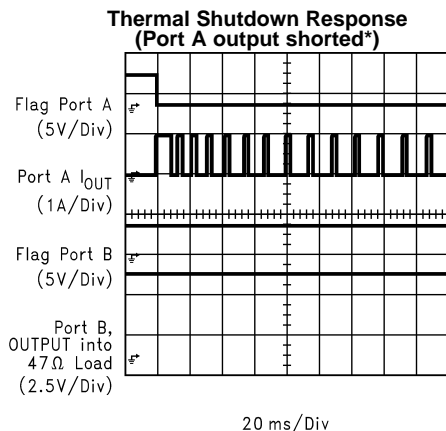 Thermal Shutdown Response
(Port A output shorted*)
Flag Port A
(5V/Div)
Port A IOUT
(1A/Div)
Flag Port B
(5V/Div)
Port B,
OUTPUT into
47Ω Load
(2.5V/Div)
20 ms/Div